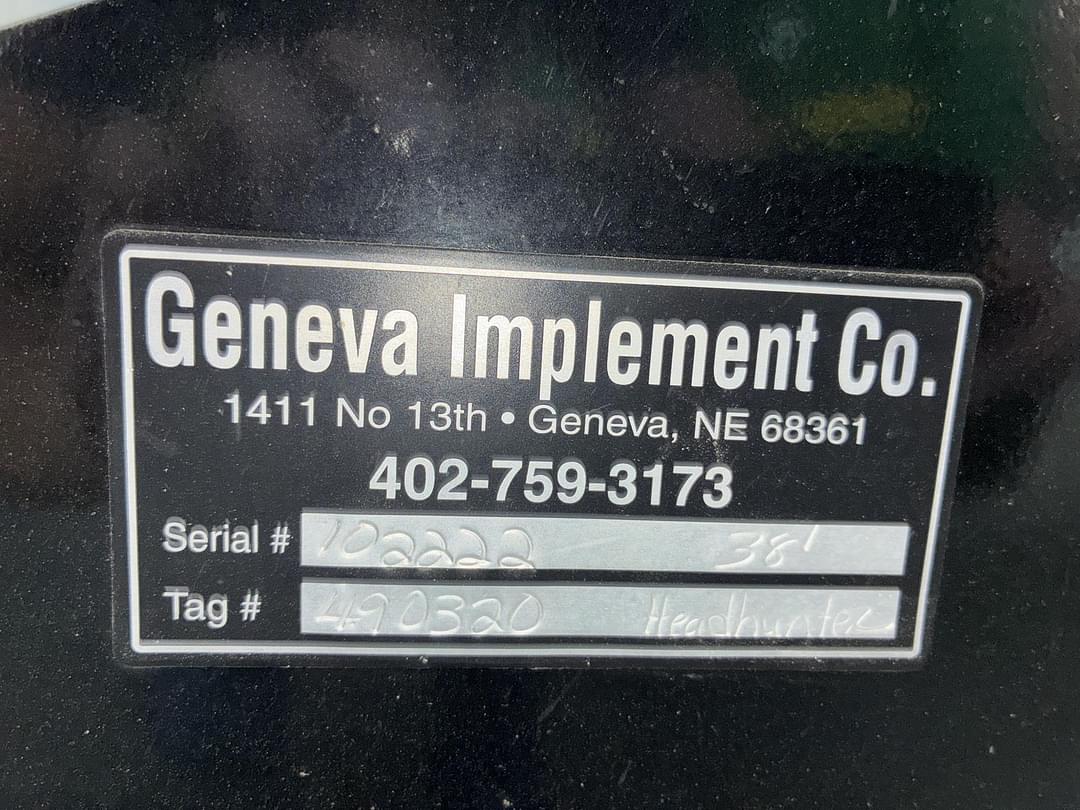 Geneva Implement Co.
1411 No 13th • Geneva, NE 68361
402-759-3173
Serial # 102222 38'
Tag # 490320 Headhunter